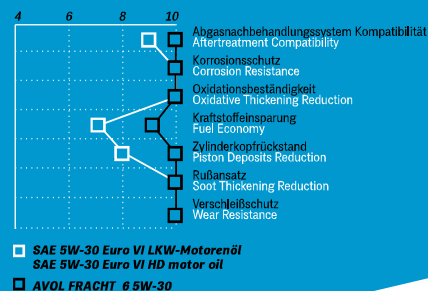 4 6 8 10
Abgasnachbehandlungssystem Kompatibilität
Aftertreatment Compatibility
Korrosionsschutz
Corrosion Resistance
Oxidationsbeständigkeit
Oxidative Thickening Reduction
Kraftstoffeinsparung
Fuel Economy
Zylinderkopfrückstand
Piston Deposits Reduction
Rußansatz
Soot Thickening Reduction
Verschleißschutz
Wear Resistance
SAE 5W-30 Euro VI LKW-Motorenöl
SAE 5W-30 Euro VI HD motor oil
AVOL FRACHT 6 5W-30